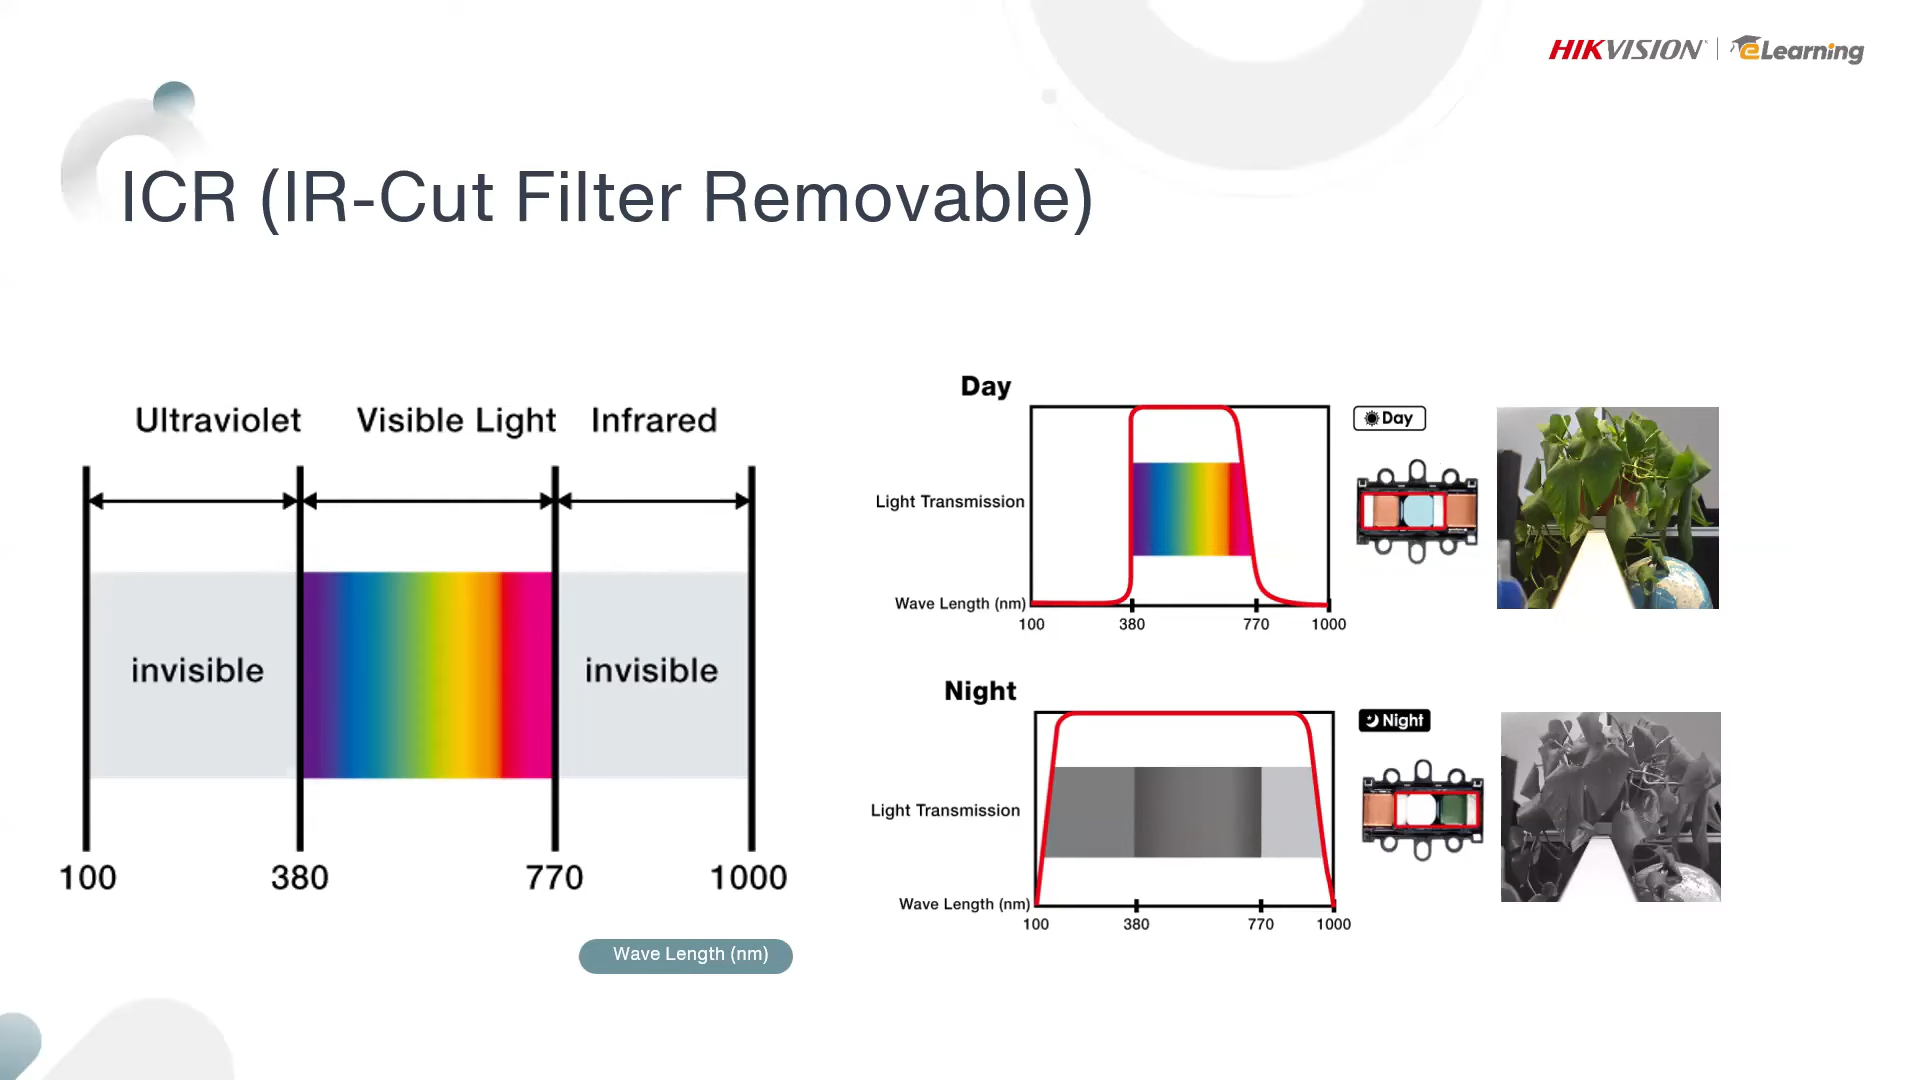 HIKVISION | eLearning
ICR (IR-Cut Filter Removable)
Ultraviolet Visible Light Infrared
invisible invisible
100 380 770 1000
Wave Length (nm)
Day
Day
Light Transmission
Wave Length (nm)
100 380 770 1000
Night
Night
Light Transmission
Wave Length (nm)
100 380 770 1000